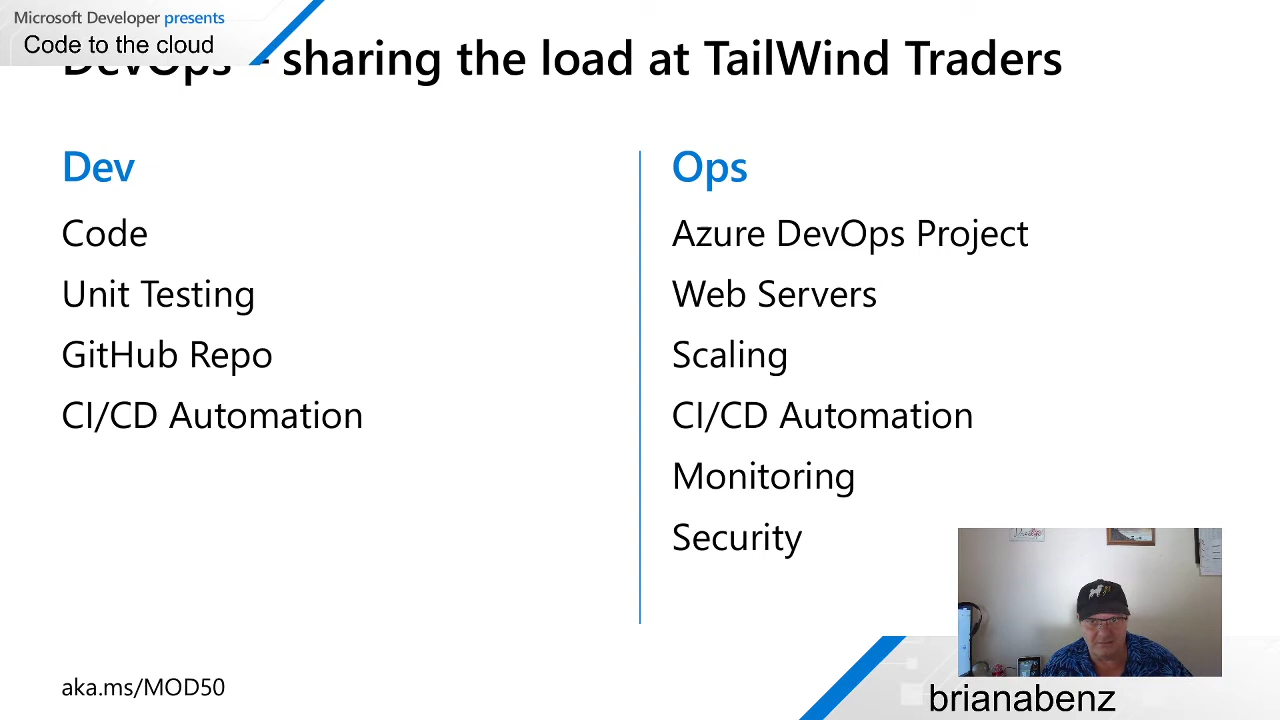 Microsoft Developer presents
Code to the cloud
DevOps - sharing the load at TailWind Traders
Dev
Code
Unit Testing
GitHub Repo
CI/CD Automation
Ops
Azure DevOps Project
Web Servers
Scaling
CI/CD Automation
Monitoring
Security
aka.ms/MOD50
brianabenz